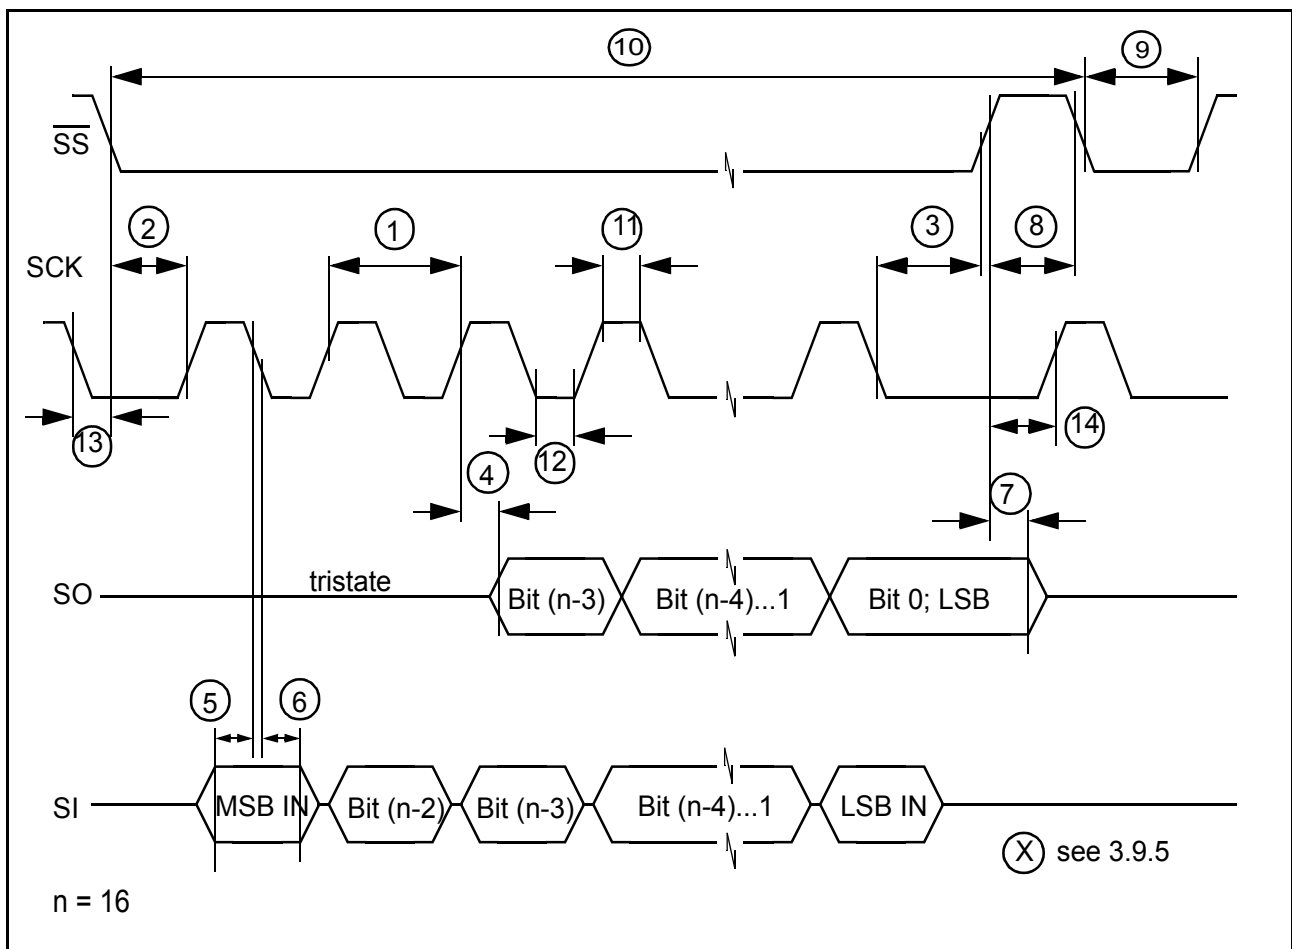 10
9
SS
2
1
11
3
8
SCK
13
12
14
4
7
tristate
SO
Bit (n-3)
Bit (n-4)...1
Bit 0; LSB
5
6
SI
MSB IN
Bit (n-2)
Bit (n-3)
Bit (n-4)...1
LSB IN
X see 3.9.5
n = 16